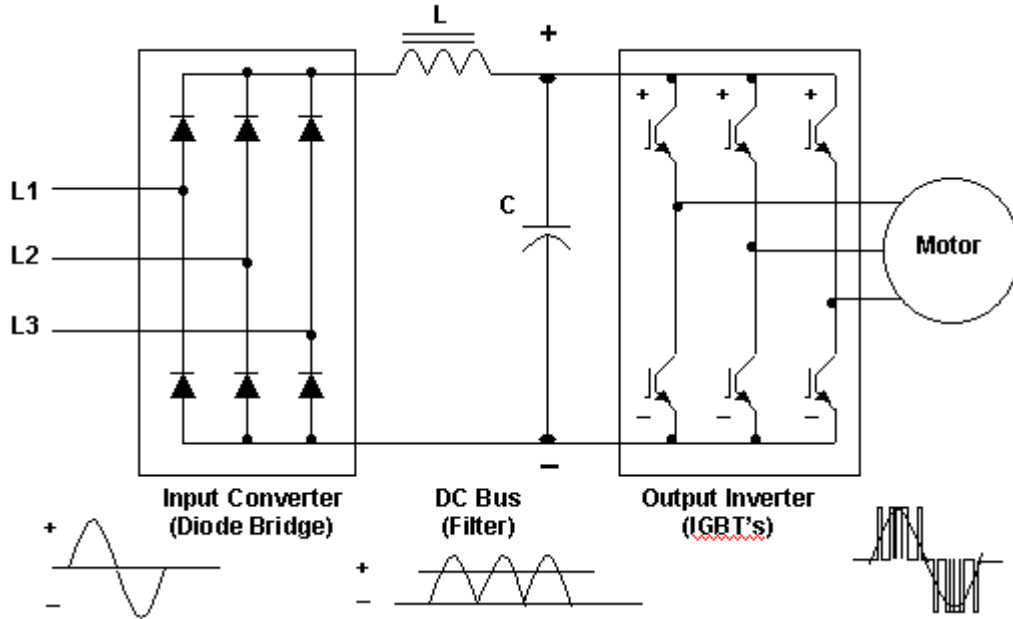 L
+
+ + +
L1
C
L2
Motor
L3
– – –
–
Input Converter
(Diode Bridge)
DC Bus
(Filter)
Output Inverter
(IGBT's)
+
–
+
–